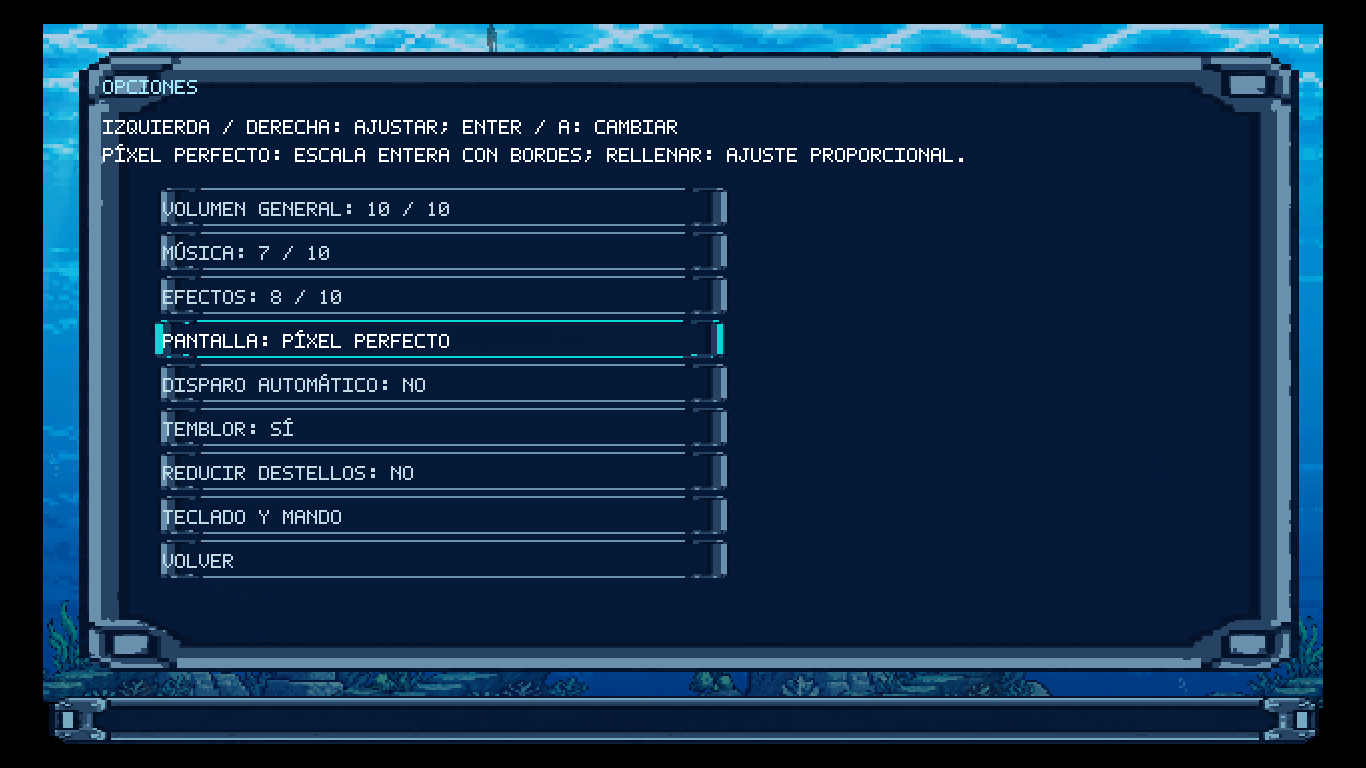 OPCIONES
IZQUIERDA / DERECHA: AJUSTAR; ENTER / A: CAMBIAR
PÍXEL PERFECTO: ESCALA ENTERA CON BORDES; RELLENAR: AJUSTE PROPORCIONAL.
VOLUMEN GENERAL: 10 / 10
MÚSICA: 7 / 10
EFECTOS: 8 / 10
PANTALLA: PÍXEL PERFECTO
DISPARO AUTOMÁTICO: NO
TEMBLOR: SÍ
REDUCIR DESTELLOS: NO
TECLADO Y MANDO
VOLVER